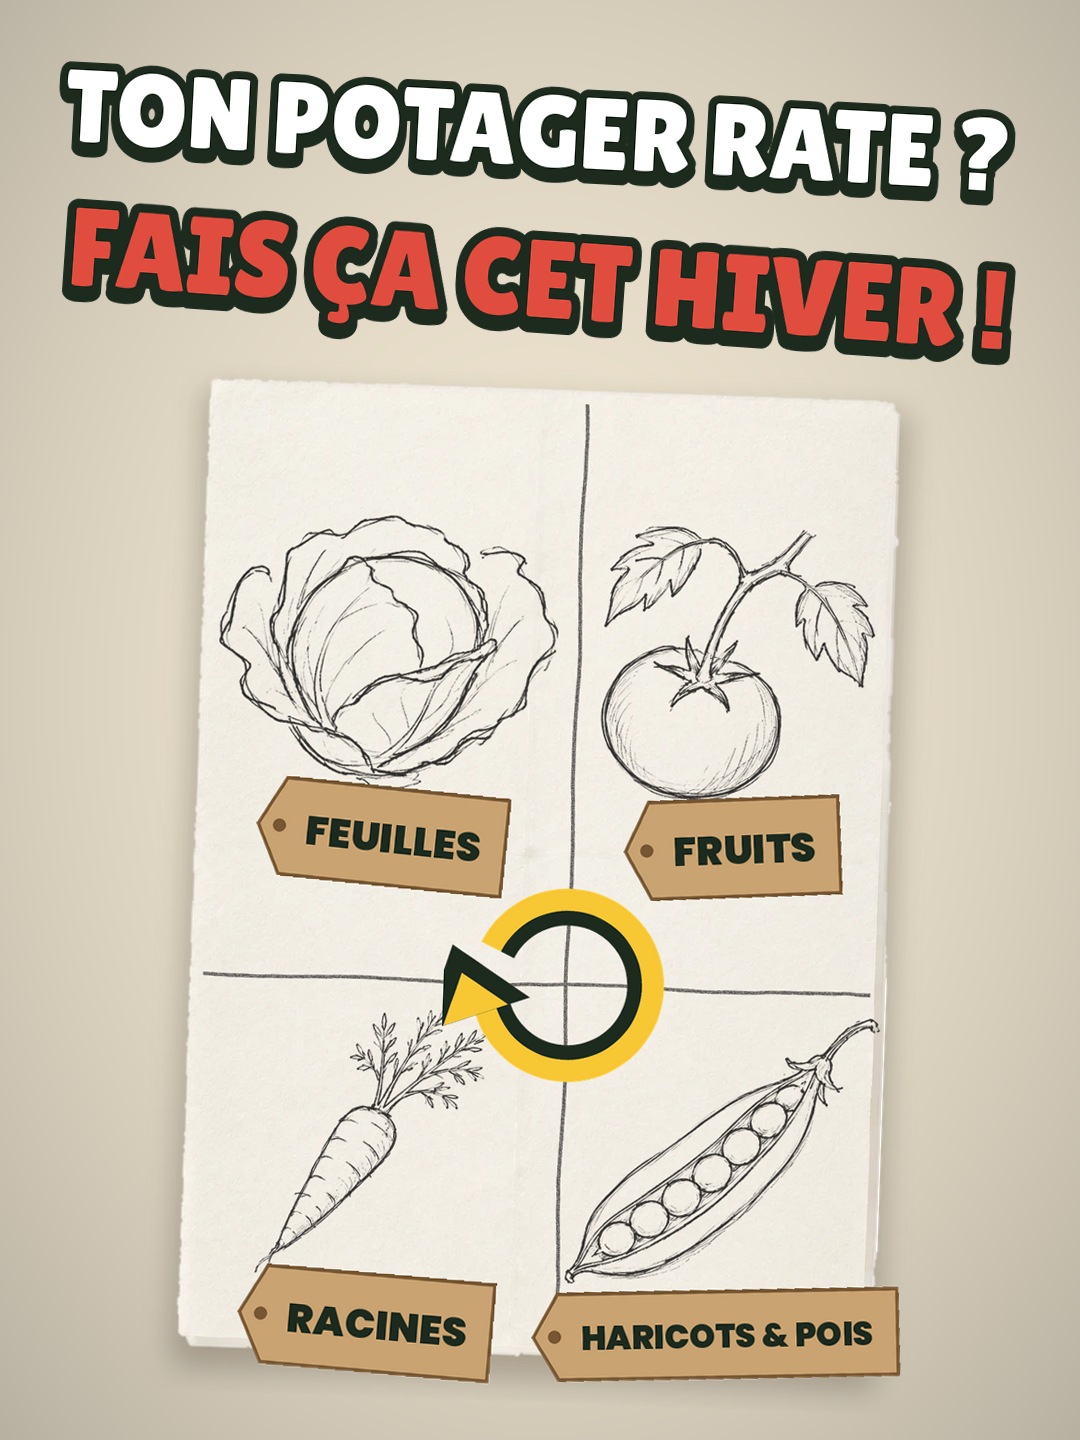 TON POTAGER RATE ?
FAIS ÇA CET HIVER !
FEUILLES
FRUITS
RACINES
HARICOTS & POIS